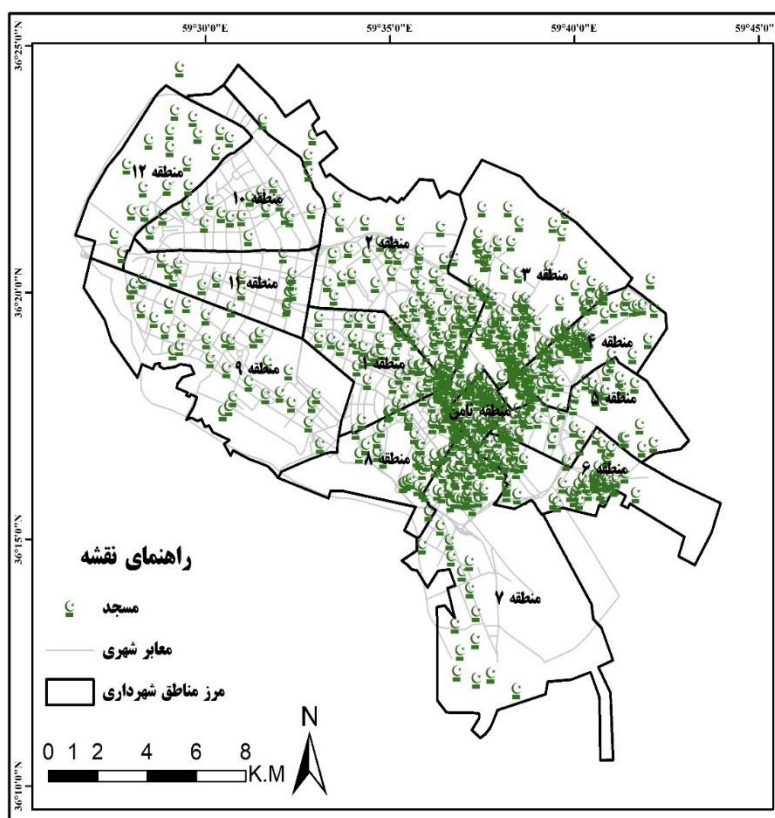 59°30'0"E
59°35'0"E
59°40'0"E
59°45'0"E
36°25'0"N
36°20'0"N
36°15'0"N
36°10'0"N
منطقه ۱۲
منطقه ۱۰
منطقه ۲
منطقه ۳
منطقه ۱۱
منطقه ۴
منطقه ۱
منطقه ۹
منطقه ۵
منطقه ثامن
منطقه ۸
منطقه ۶
منطقه ۷
راهنمای نقشه
مسجد
معابر شهری
مرز مناطق شهرداری
N
0 1 2 4 6 8
K.M